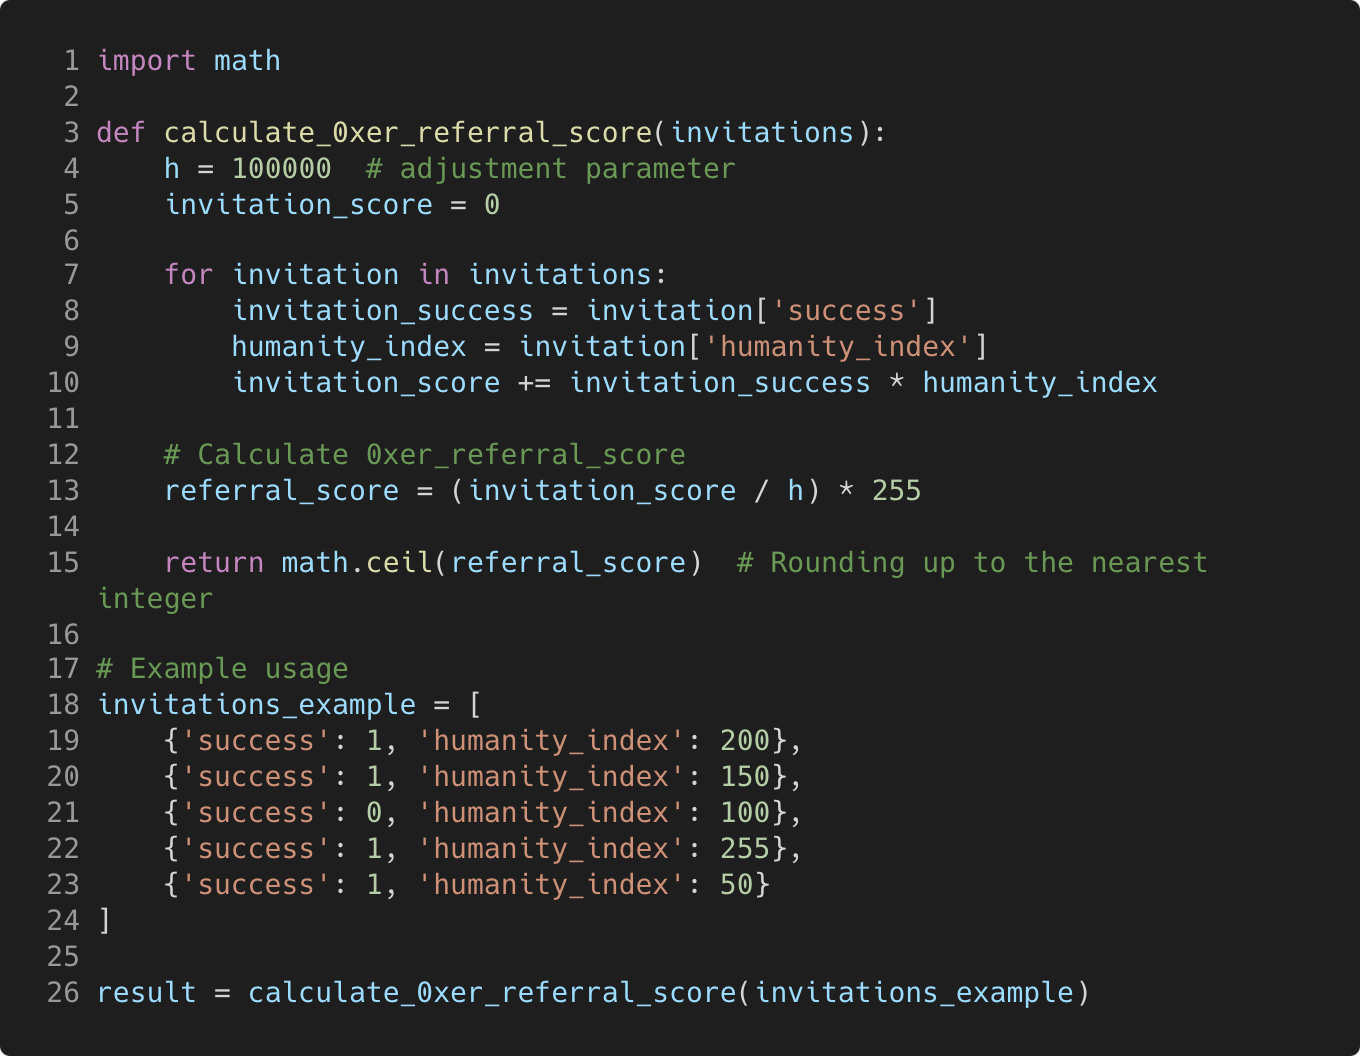 1 import math
2
3 def calculate_0xer_referral_score(invitations):
4     h = 100000  # adjustment parameter
5     invitation_score = 0
6
7     for invitation in invitations:
8         invitation_success = invitation['success']
9         humanity_index = invitation['humanity_index']
10         invitation_score += invitation_success * humanity_index
11
12     # Calculate 0xer_referral_score
13     referral_score = (invitation_score / h) * 255
14
15     return math.ceil(referral_score)  # Rounding up to the nearest
integer
16
17 # Example usage
18 invitations_example = [
19     {'success': 1, 'humanity_index': 200},
20     {'success': 1, 'humanity_index': 150},
21     {'success': 0, 'humanity_index': 100},
22     {'success': 1, 'humanity_index': 255},
23     {'success': 1, 'humanity_index': 50}
24 ]
25
26 result = calculate_0xer_referral_score(invitations_example)